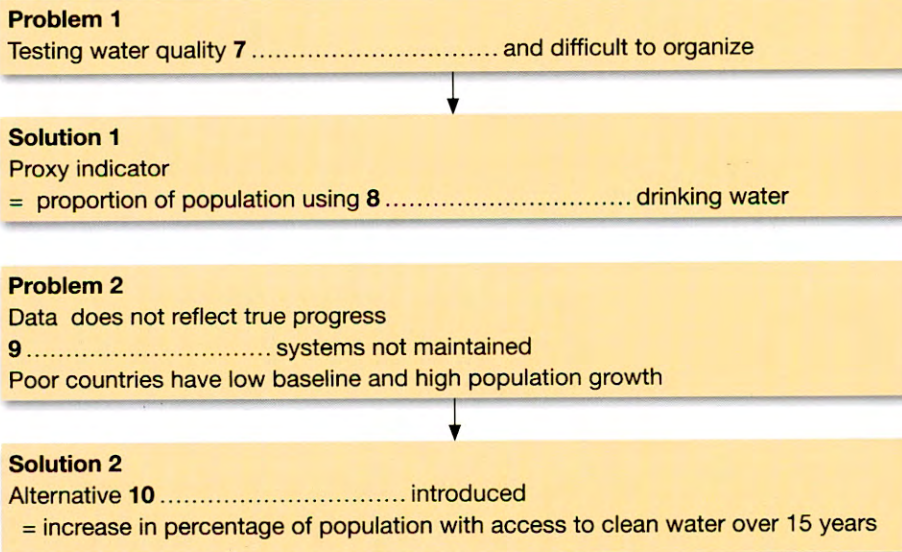 Problem 1
Testing water quality 7 ............................... and difficult to organize
Solution 1
Proxy indicator
= proportion of population using 8 ............................... drinking water
Problem 2
Data does not reflect true progress
9 ............................... systems not maintained
Poor countries have low baseline and high population growth
Solution 2
Alternative 10 ............................... introduced
= increase in percentage of population with access to clean water over 15 years